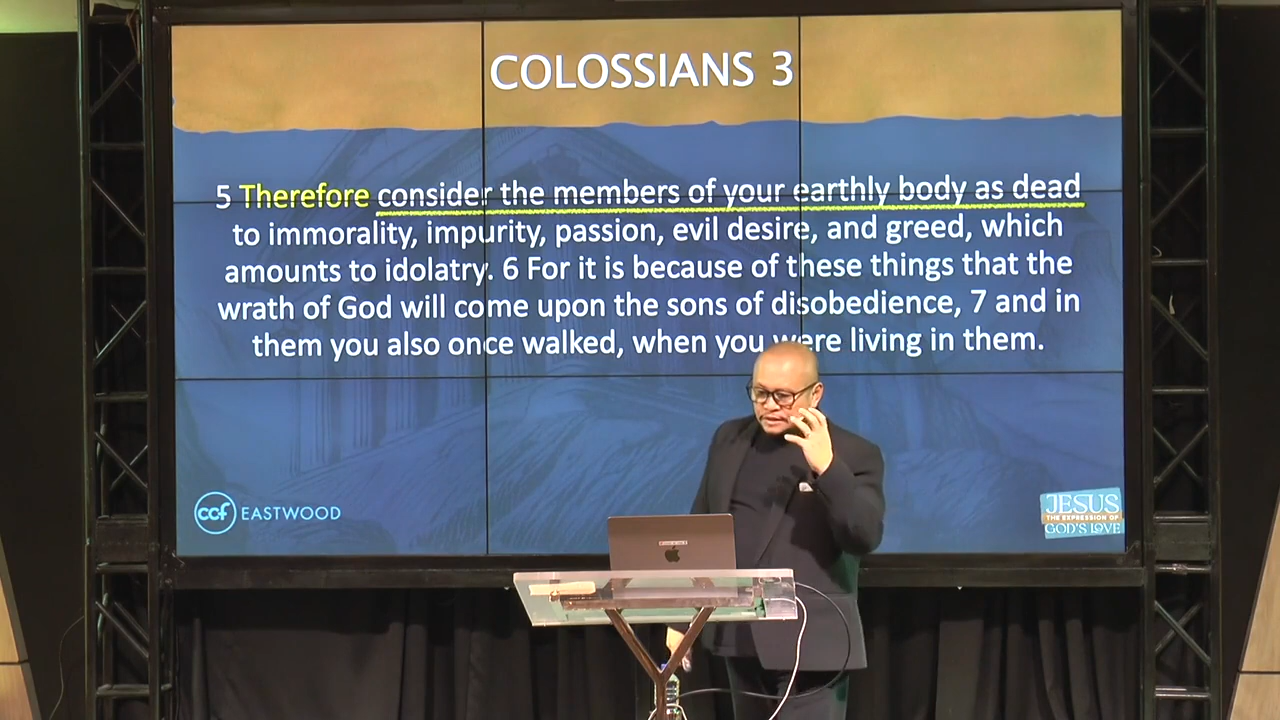 COLOSSIANS 3
5 Therefore consider the members of your earthly body as dead
to immorality, impurity, passion, evil desire, and greed, which
amounts to idolatry. 6 For it is because of these things that the
wrath of God will come upon the sons of disobedience, 7 and in
them you also once walked, when you were living in them.
ccf EASTWOOD
JESUS
THE EXPRESSION OF
GOD'S LOVE